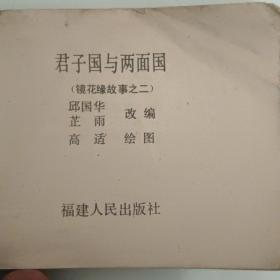 君子国与两面国
(镜花缘故事之二)
邱国华
芷雨 改编
高适 绘图
福建人民出版社